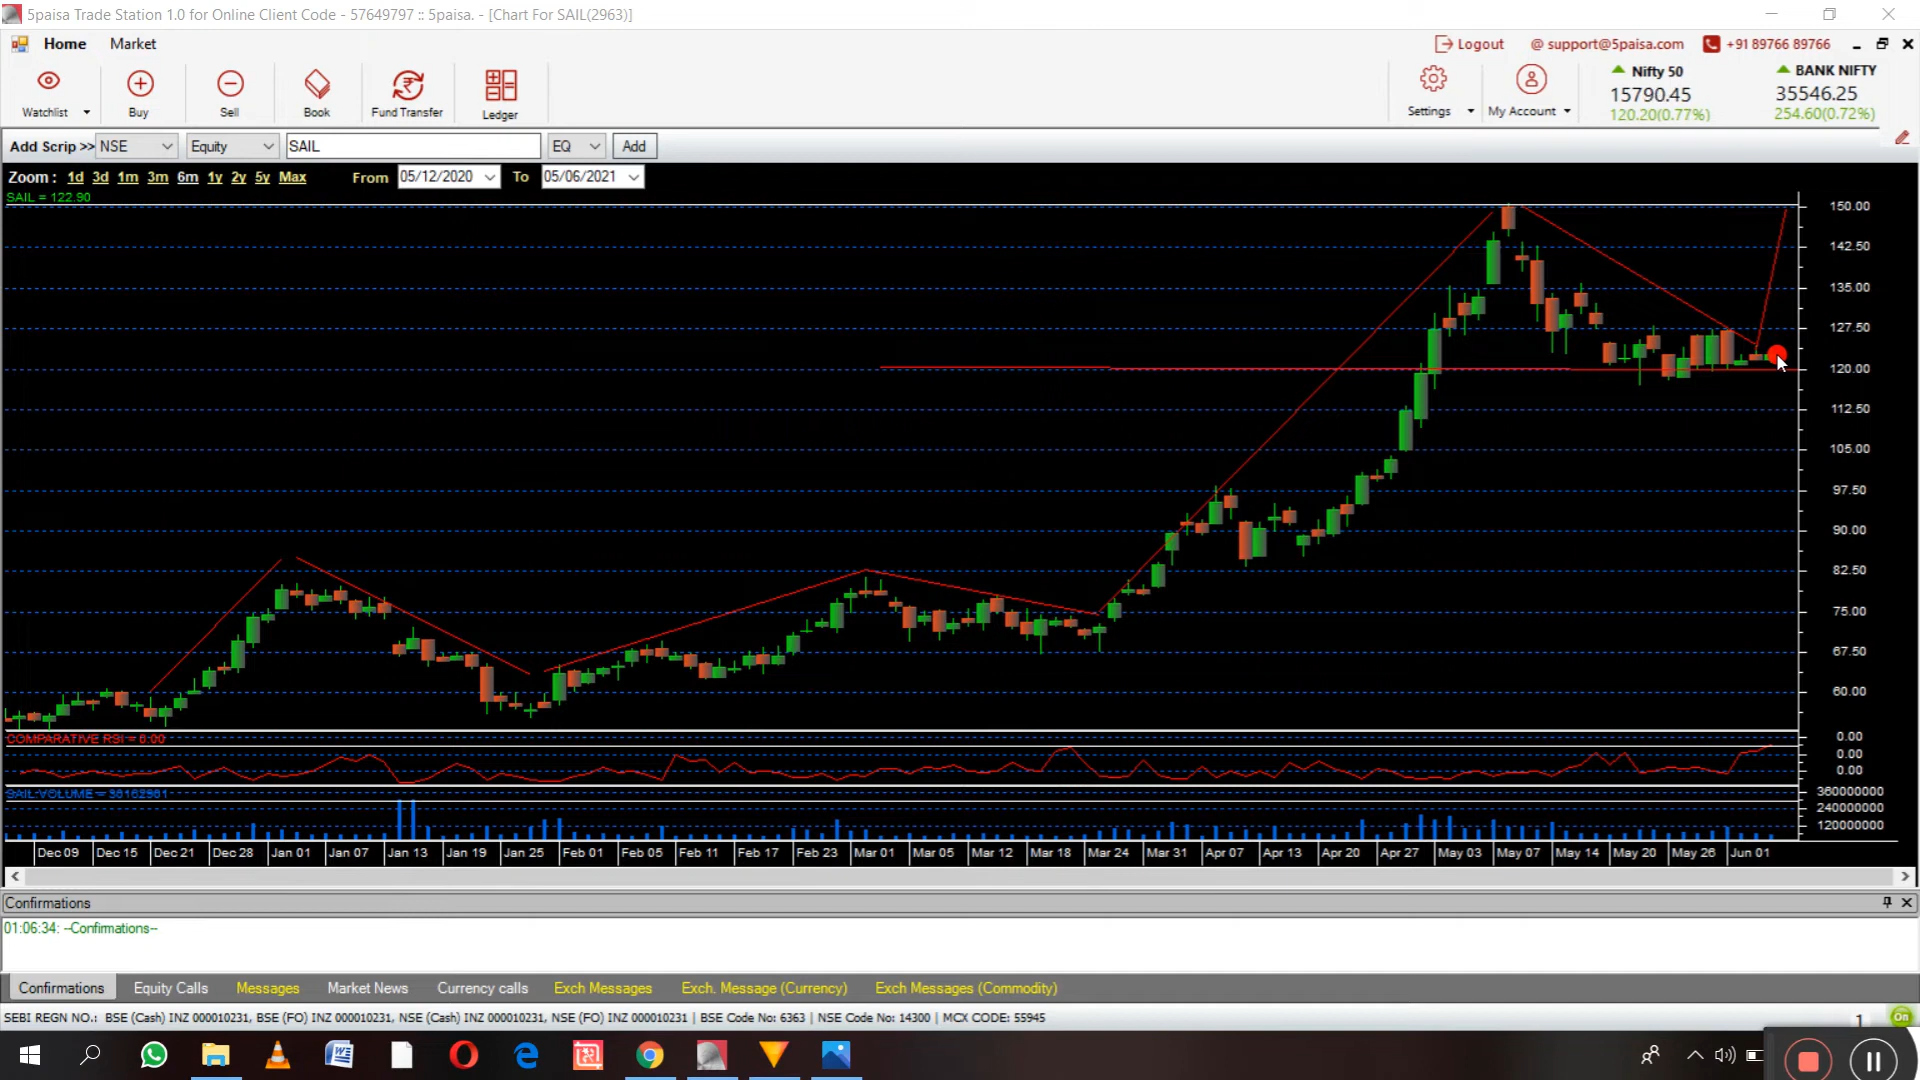 5paisa Trade Station 1.0 for Online Client Code - 57649797 :: 5paisa. - [Chart For SAIL(2963)]
Home Market
Logout @ support@5paisa.com +91 89766 89766
Watchlist Buy Sell Book Fund Transfer Ledger
Settings My Account
Nifty 50 BANK NIFTY
15790.45 35546.25
120.20(0.77%) 254.60(0.72%)
Add Scrip >> NSE Equity SAIL EQ Add
Zoom : 1d 3d 1m 3m 6m 1y 2y 5y Max From 05/12/2020 To 05/06/2021
SAIL = 122.90
150.00
142.50
135.00
127.50
120.00
112.50
105.00
97.50
90.00
82.50
75.00
67.50
60.00
COMPARATIVE RSI = 0.00
0.00
0.00
0.00
SAIL VOLUME = 38162981
360000000
240000000
120000000
Dec 09 Dec 15 Dec 21 Dec 28 Jan 01 Jan 07 Jan 13 Jan 19 Jan 25 Feb 01 Feb 05 Feb 11 Feb 17 Feb 23 Mar 01 Mar 05 Mar 12 Mar 18 Mar 24 Mar 31 Apr 07 Apr 13 Apr 20 Apr 27 May 03 May 07 May 14 May 20 May 26 Jun 01
Confirmations
01:06:34: --Confirmations--
Confirmations Equity Calls Messages Market News Currency calls Exch Messages Exch. Message (Currency) Exch Messages (Commodity)
SEBI REGN NO.: BSE (Cash) INZ 000010231, BSE (FO) INZ 000010231, NSE (Cash) INZ 000010231, NSE (FO) INZ 000010231 | BSE Code No: 6363 | NSE Code No: 14300 | MCX CODE: 55945
1 On